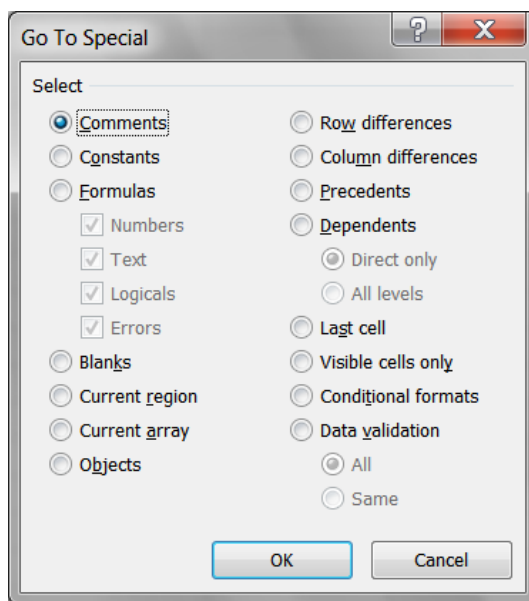 Go To Special
Select
Comments
Constants
Formulas
Numbers
Text
Logicals
Errors
Blanks
Current region
Current array
Objects
Row differences
Column differences
Precedents
Dependents
Direct only
All levels
Last cell
Visible cells only
Conditional formats
Data validation
All
Same
OK
Cancel